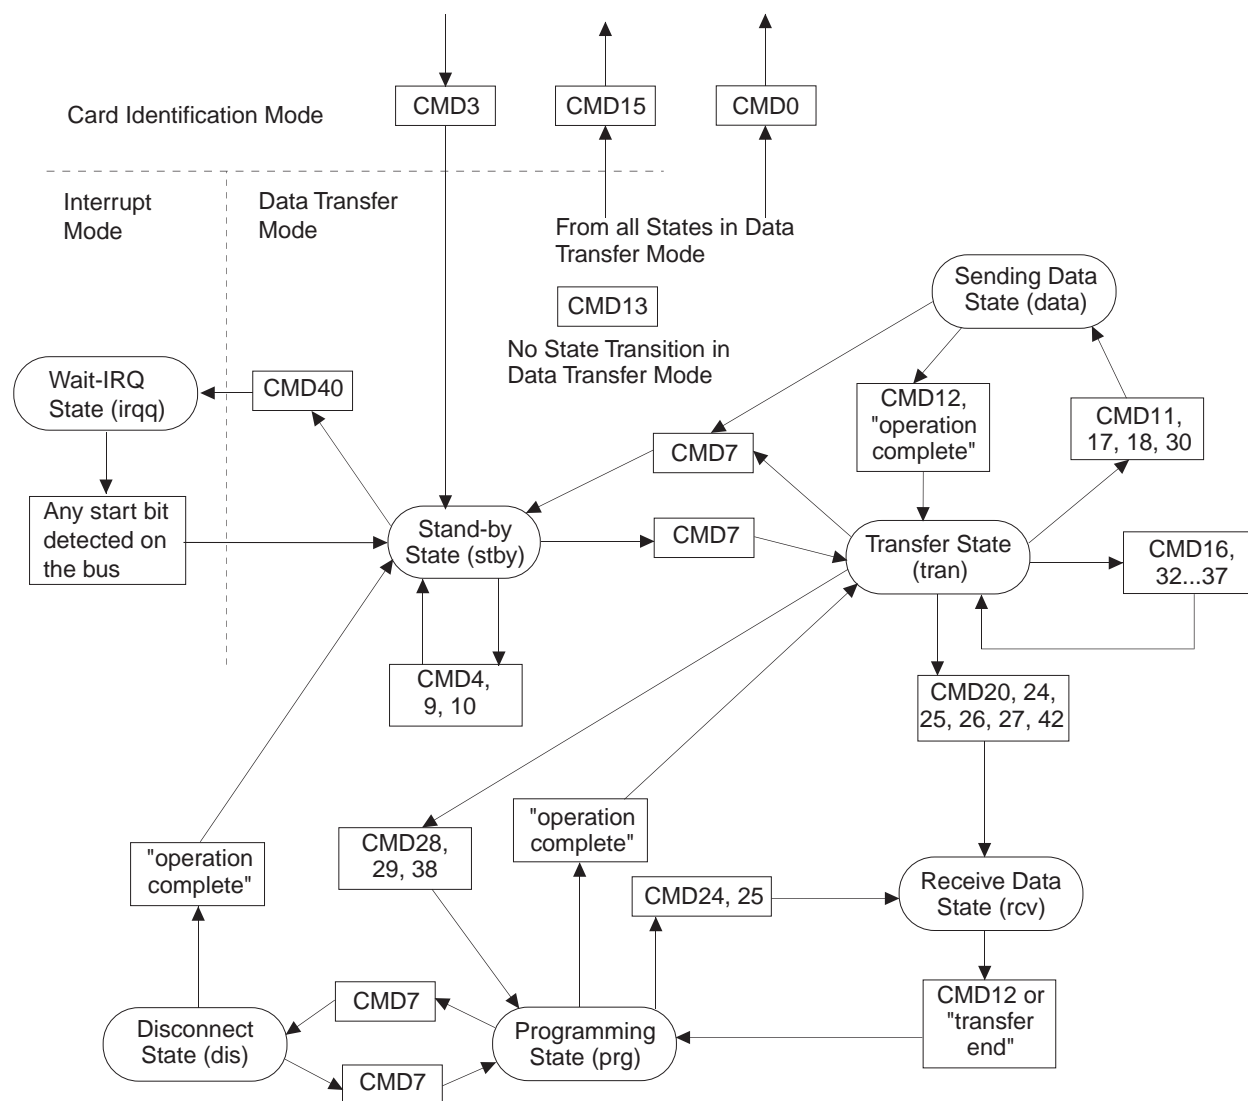 CMD3
CMD15
CMD0
Card Identification Mode
Interrupt
Mode
Data Transfer
Mode
From all States in Data
Transfer Mode
CMD13
No State Transition in
Data Transfer Mode
Sending Data
State (data)
Wait-IRQ
State (irqq)
CMD40
CMD12,
"operation
complete"
CMD11,
17, 18, 30
CMD7
Any start bit
detected on
the bus
Stand-by
State (stby)
CMD7
Transfer State
(tran)
CMD16,
32...37
CMD4,
9, 10
CMD20, 24,
25, 26, 27, 42
"operation
complete"
CMD28,
29, 38
"operation
complete"
CMD24, 25
Receive Data
State (rcv)
CMD7
Disconnect
State (dis)
Programming
State (prg)
CMD12 or
"transfer
end"
CMD7